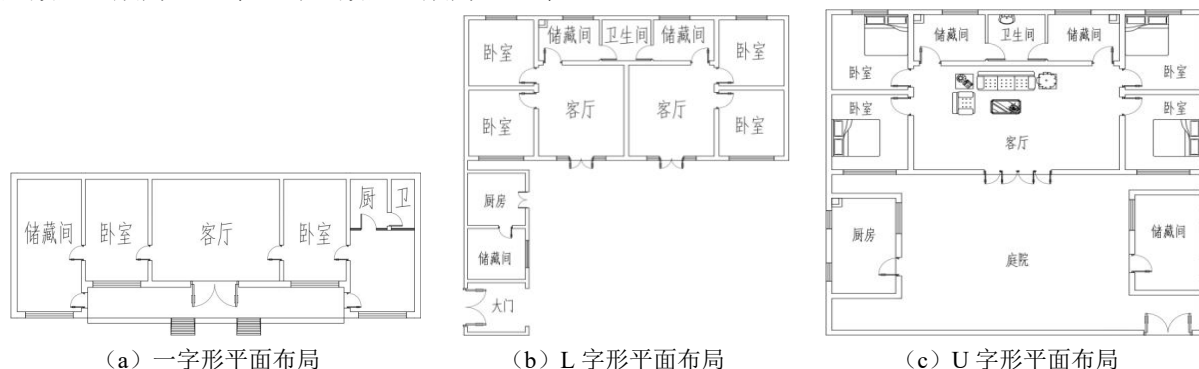 储藏间 卧室 客厅 卧室 厨 卫
(a) 一字形平面布局
储藏间 卫生间 储藏间
卧室 卧室
客厅 客厅
卧室 卧室
厨房
储藏间
大门
(b) L 字形平面布局
储藏间 卫生间 储藏间
卧室 卧室
卧室 卧室
客厅
厨房 储藏间
庭院
(c) U 字形平面布局